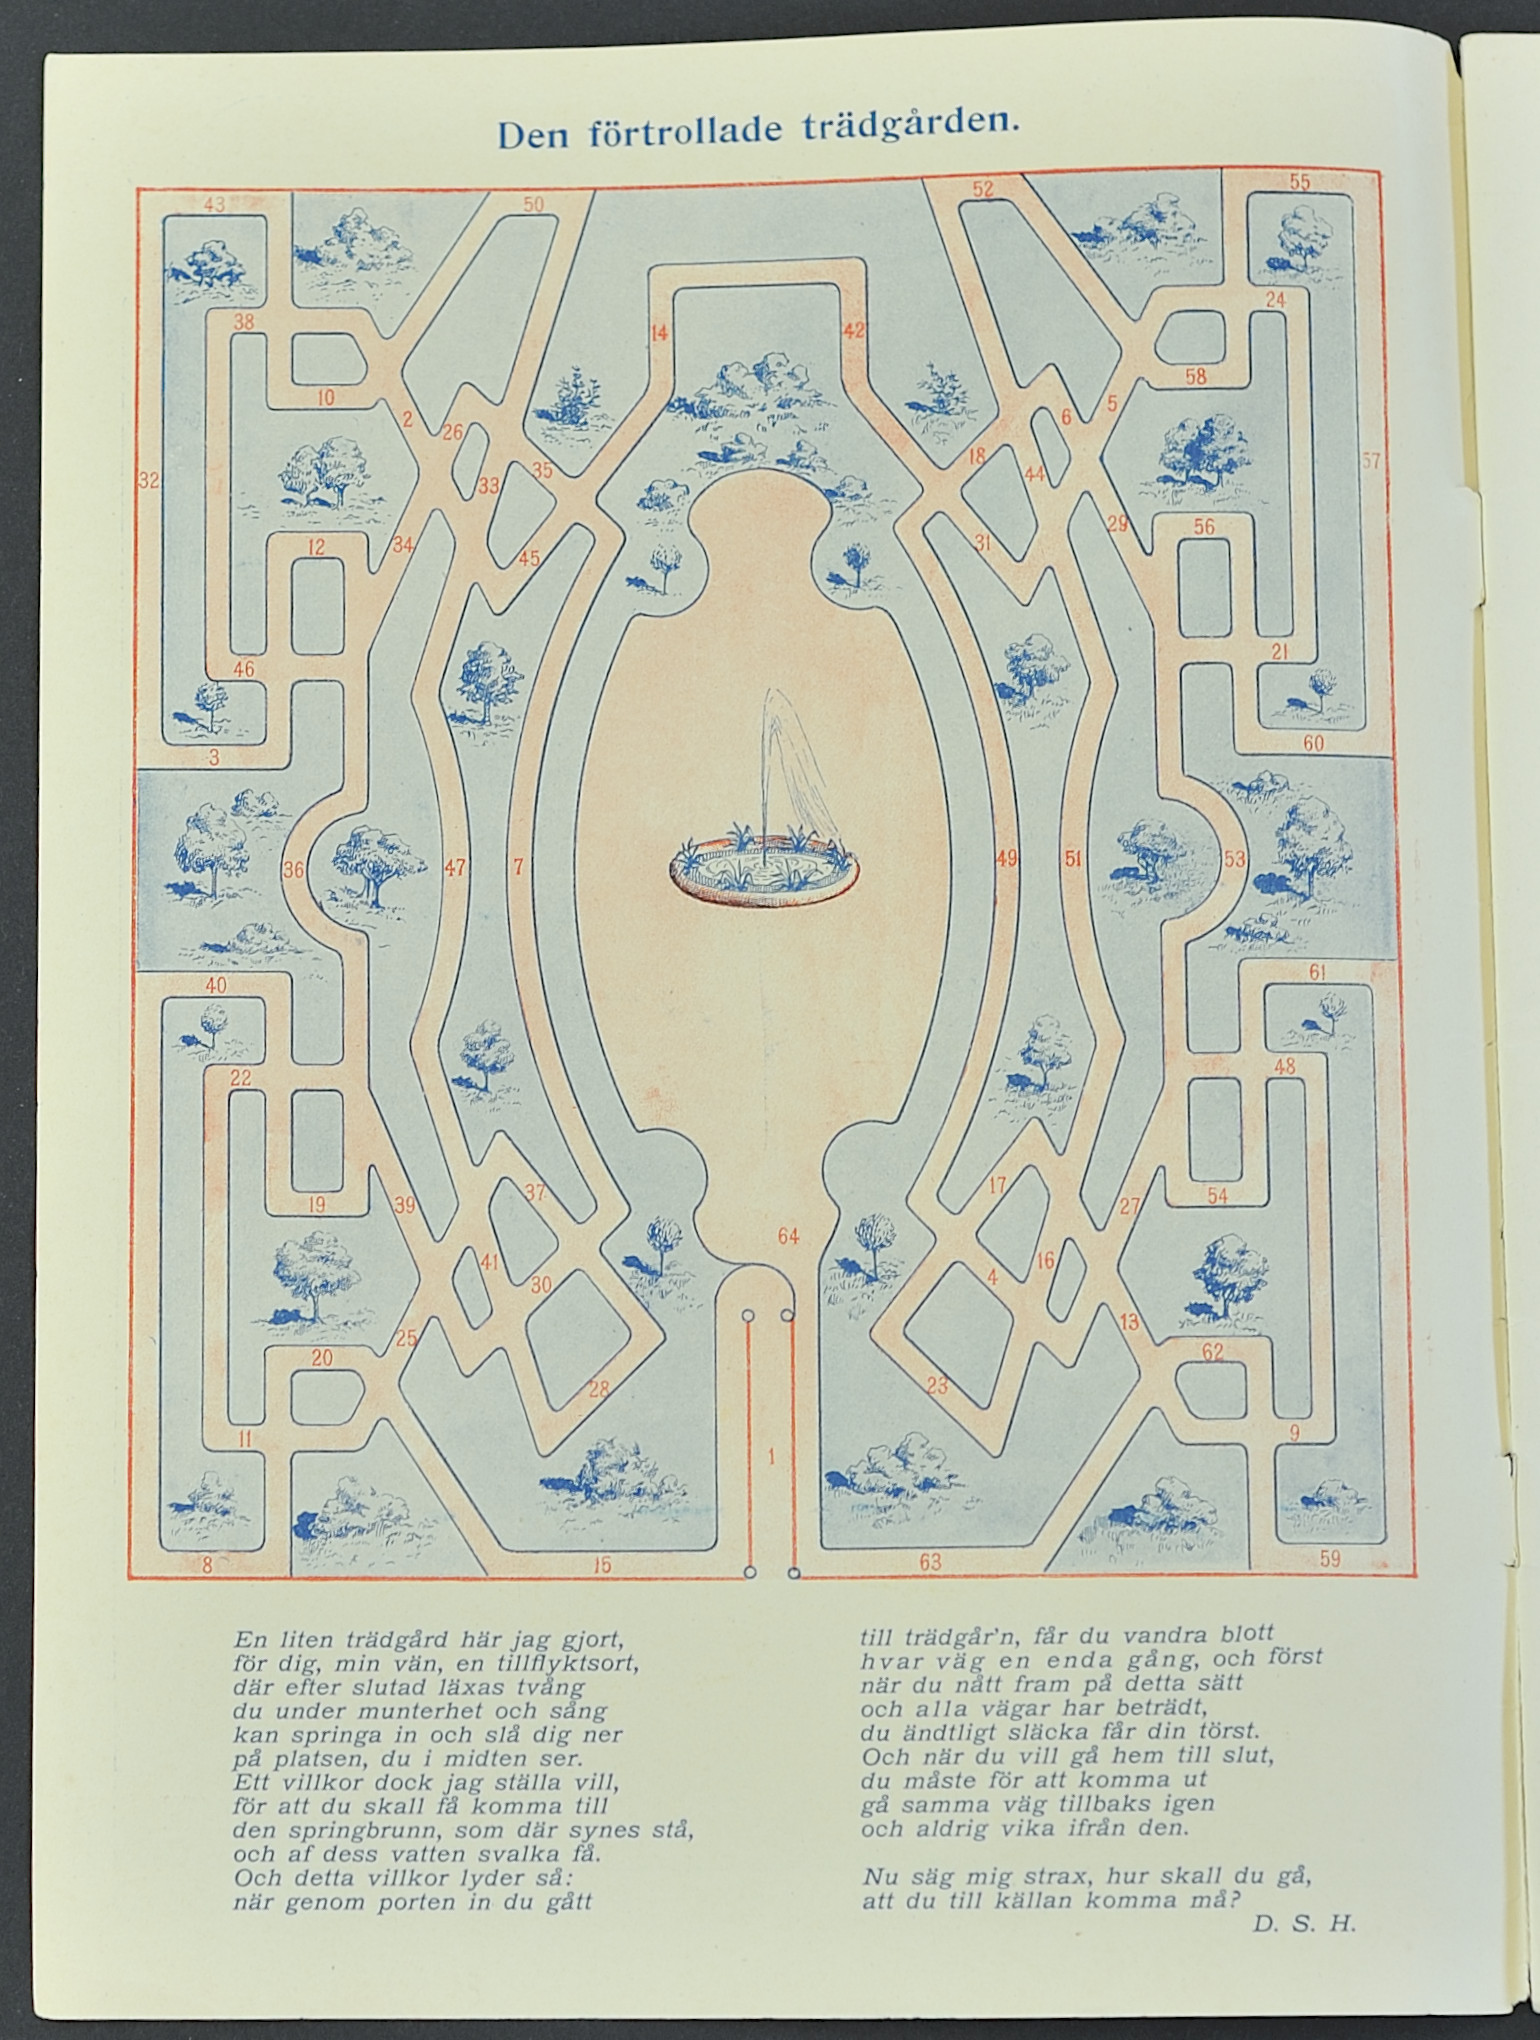 Den förtrollade trädgården.
43
50
52
55
38
24
14
42
10
58
2
26
6
5
35
18
33
44
32
57
12
34
45
31
29
56
46
21
3
60
36
47
7
49
51
53
40
61
22
48
19
39
37
17
27
54
64
41
30
4
16
25
20
13
62
28
23
11
1
9
8
15
63
59
En liten trädgård här jag gjort,
för dig, min vän, en tillflyktsort,
där efter slutad läxas tvång
du under munterhet och sång
kan springa in och slå dig ner
på platsen, du i midten ser.
Ett villkor dock jag ställa vill,
för att du skall få komma till
den springbrunn, som där synes stå,
och af dess vatten svalka få.
Och detta villkor lyder så:
när genom porten in du gått
till trädgår'n, får du vandra blott
hvar väg en enda gång, och först
när du nått fram på detta sätt
och alla vägar har beträdt,
du ändtligt släcka får din törst.
Och när du vill gå hem till slut,
du måste för att komma ut
gå samma väg tillbaks igen
och aldrig vika ifrån den.
Nu säg mig strax, hur skall du gå,
att du till källan komma må?
D. S. H.